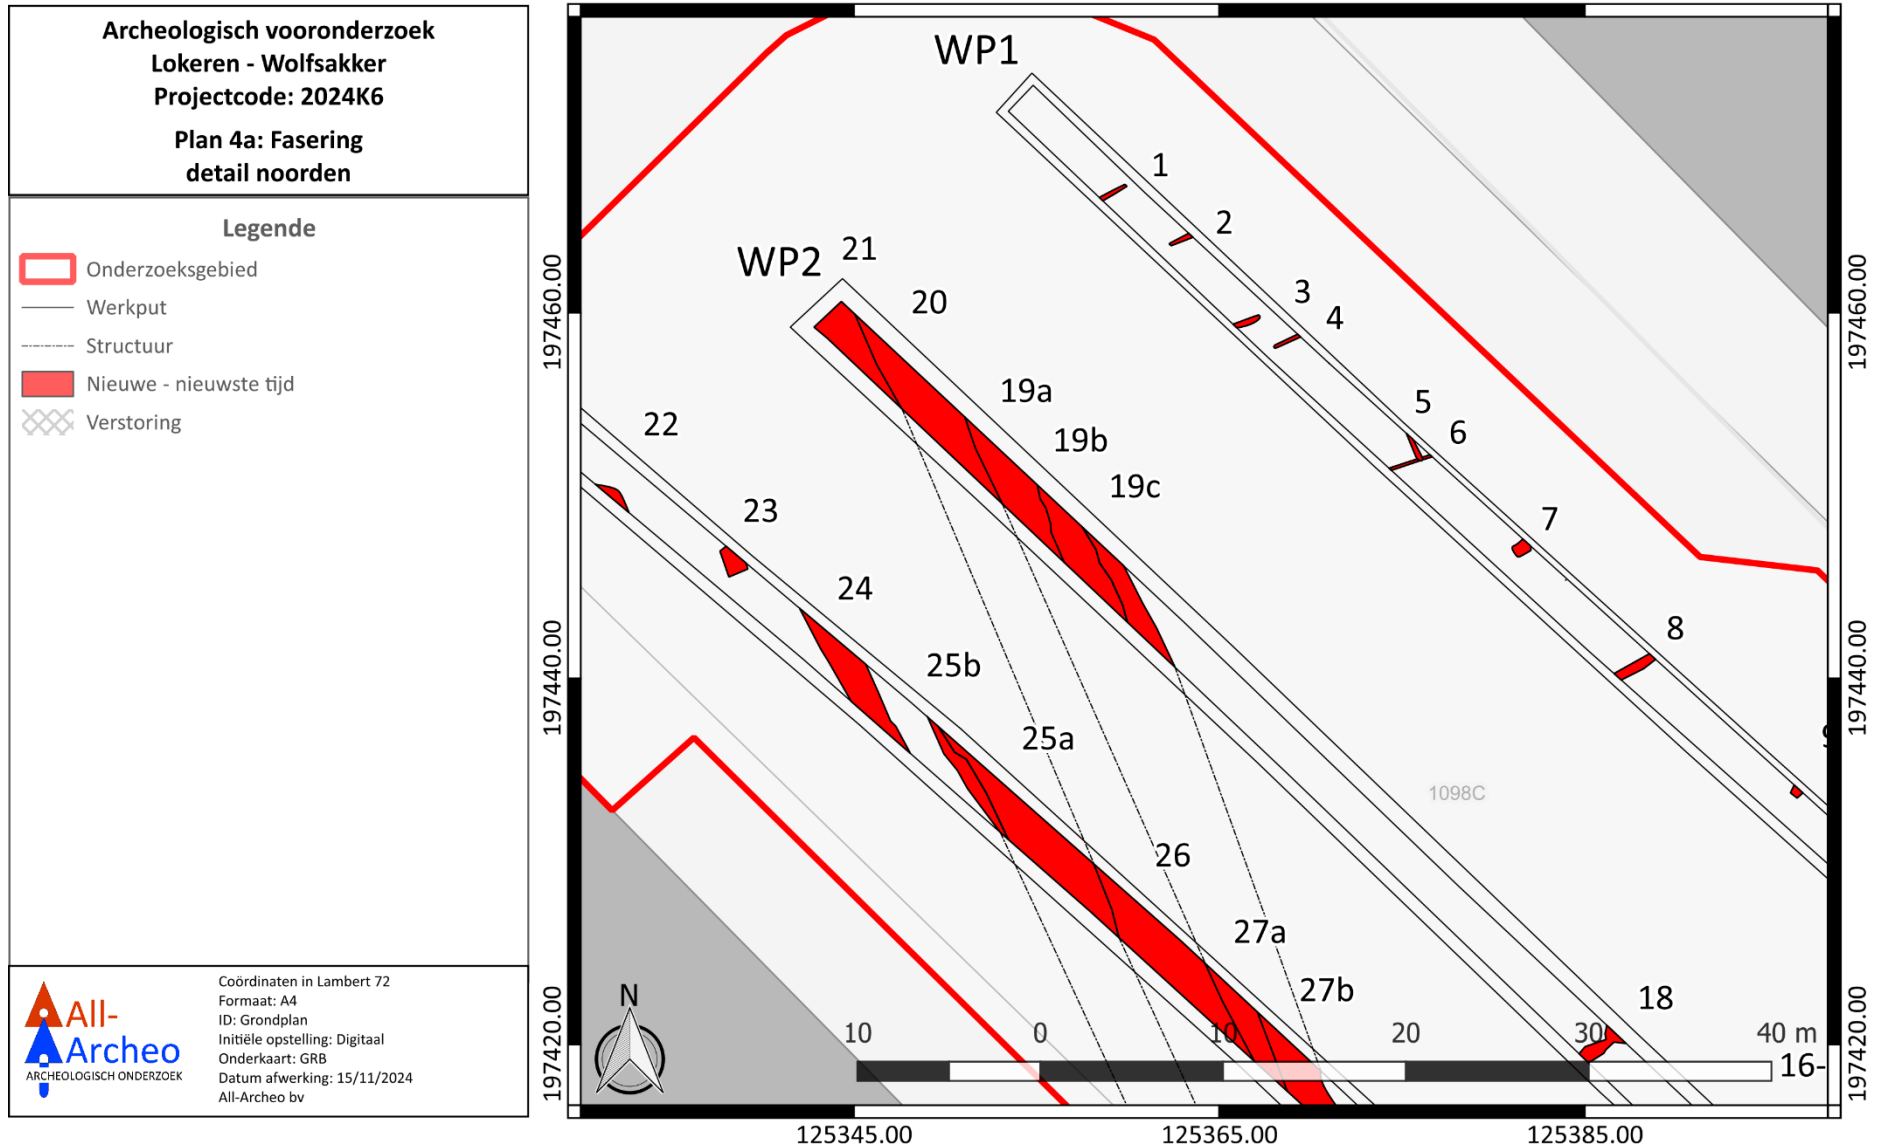 Archeologisch vooronderzoek
Lokeren - Wolfsakker
Projectcode: 2024K6
Plan 4a: Fasering
detail noorden
Legende
Onderzoeksgebied
Werkput
Structuur
Nieuwe - nieuwste tijd
Verstoring
All-
Archeo
ARCHEOLOGISCH ONDERZOEK
Coördinaten in Lambert 72
Formaat: A4
ID: Grondplan
Initiële opstelling: Digitaal
Onderkaart: GRB
Datum afwerking: 15/11/2024
All-Archeo bv
WP1
1
2
WP2
21
20
3
4
19a
5
22
6
19b
19c
23
7
24
8
25b
25a
9
1098C
26
27a
27b
18
N
10
0
10
20
30
40 m
16-
197460.00
197440.00
197420.00
197460.00
197440.00
197420.00
125345.00
125365.00
125385.00